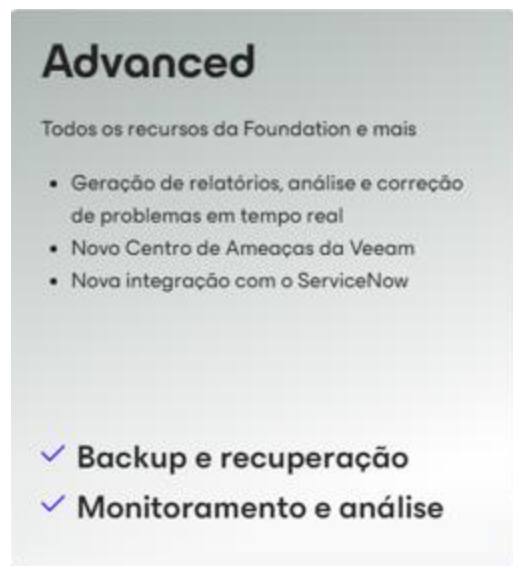 Advanced
Todos os recursos da Foundation e mais
• Geração de relatórios, análise e correção
de problemas em tempo real
• Novo Centro de Ameaças da Veeam
• Nova integração com o ServiceNow
✓ Backup e recuperação
✓ Monitoramento e análise